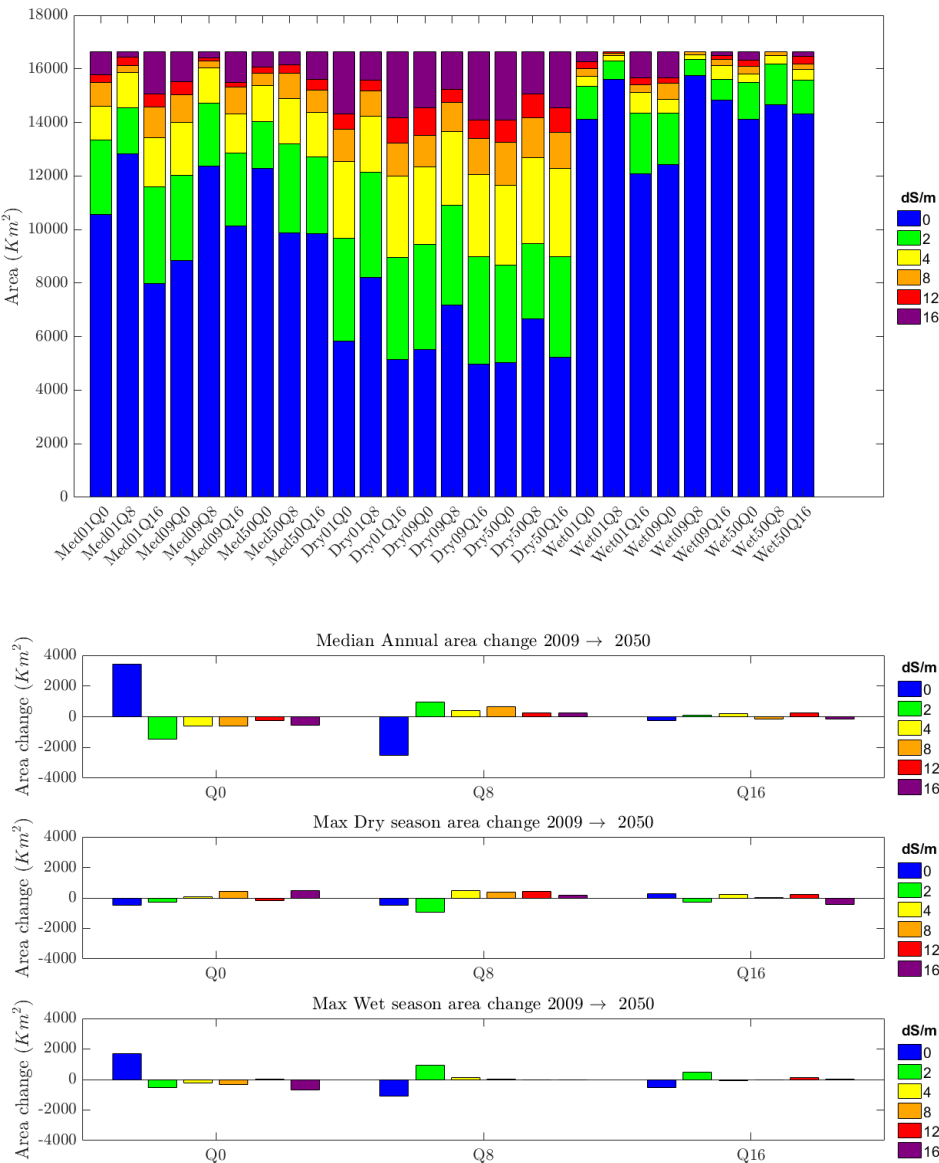 18000
16000
14000
12000
10000
8000
6000
4000
2000
0
Area (Km²)
Med01Q0
Med01Q8
Med01Q16
Med09Q0
Med09Q8
Med09Q16
Med50Q0
Med50Q8
Med50Q16
Dry01Q0
Dry01Q8
Dry01Q16
Dry09Q0
Dry09Q8
Dry09Q16
Dry50Q0
Dry50Q8
Dry50Q16
Wet01Q0
Wet01Q8
Wet01Q16
Wet09Q0
Wet09Q8
Wet09Q16
Wet50Q0
Wet50Q8
Wet50Q16
dS/m
0
2
4
8
12
16
Median Annual area change 2009 → 2050
Area change (Km²)
4000
2000
0
-2000
-4000
Q0 Q8 Q16
dS/m
0
2
4
8
12
16
Max Dry season area change 2009 → 2050
Area change (Km²)
4000
2000
0
-2000
-4000
Q0 Q8 Q16
dS/m
0
2
4
8
12
16
Max Wet season area change 2009 → 2050
Area change (Km²)
4000
2000
0
-2000
-4000
Q0 Q8 Q16
dS/m
0
2
4
8
12
16